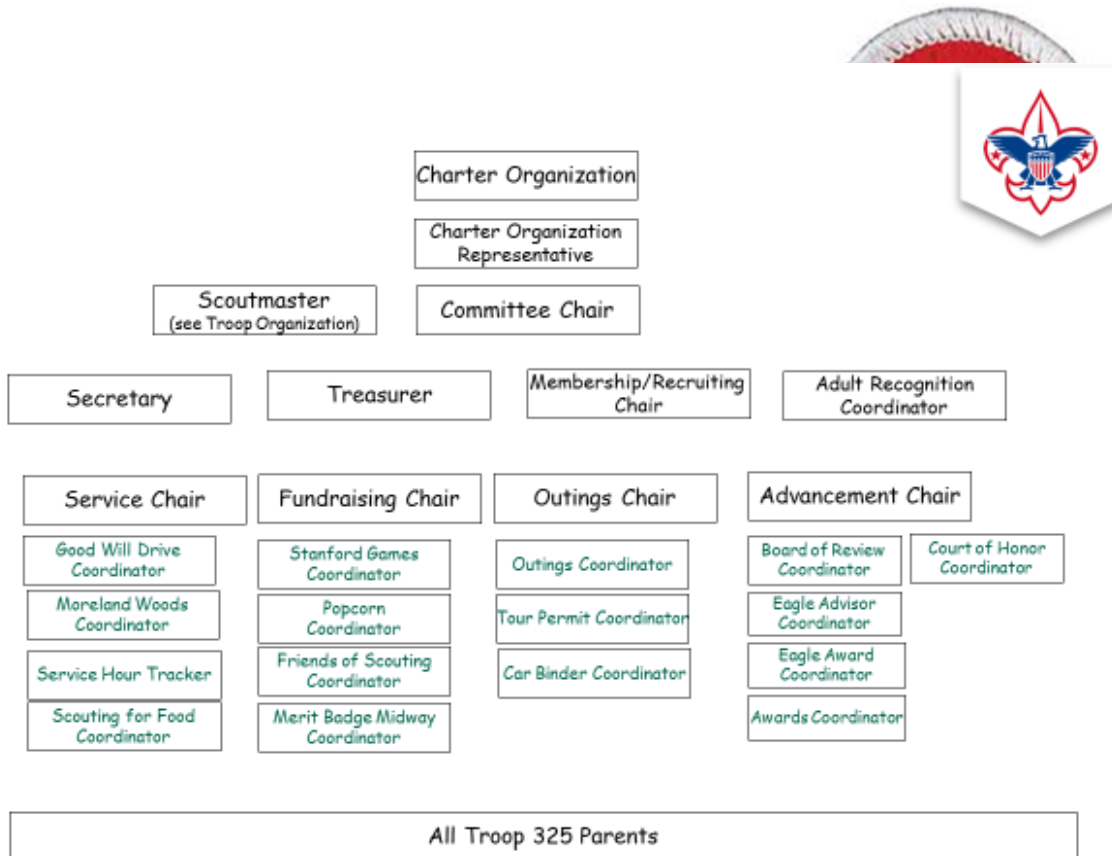 Charter Organization
Charter Organization
Representative
Scoutmaster
(see Troop Organization)
Committee Chair
Secretary
Treasurer
Membership/Recruiting
Chair
Adult Recognition
Coordinator
Service Chair
Fundraising Chair
Outings Chair
Advancement Chair
Good Will Drive
Coordinator
Moreland Woods
Coordinator
Service Hour Tracker
Scouting for Food
Coordinator
Stanford Games
Coordinator
Popcorn
Coordinator
Friends of Scouting
Coordinator
Merit Badge Midway
Coordinator
Outings Coordinator
Tour Permit Coordinator
Car Binder Coordinator
Board of Review
Coordinator
Eagle Advisor
Coordinator
Eagle Award
Coordinator
Awards Coordinator
Court of Honor
Coordinator
All Troop 325 Parents